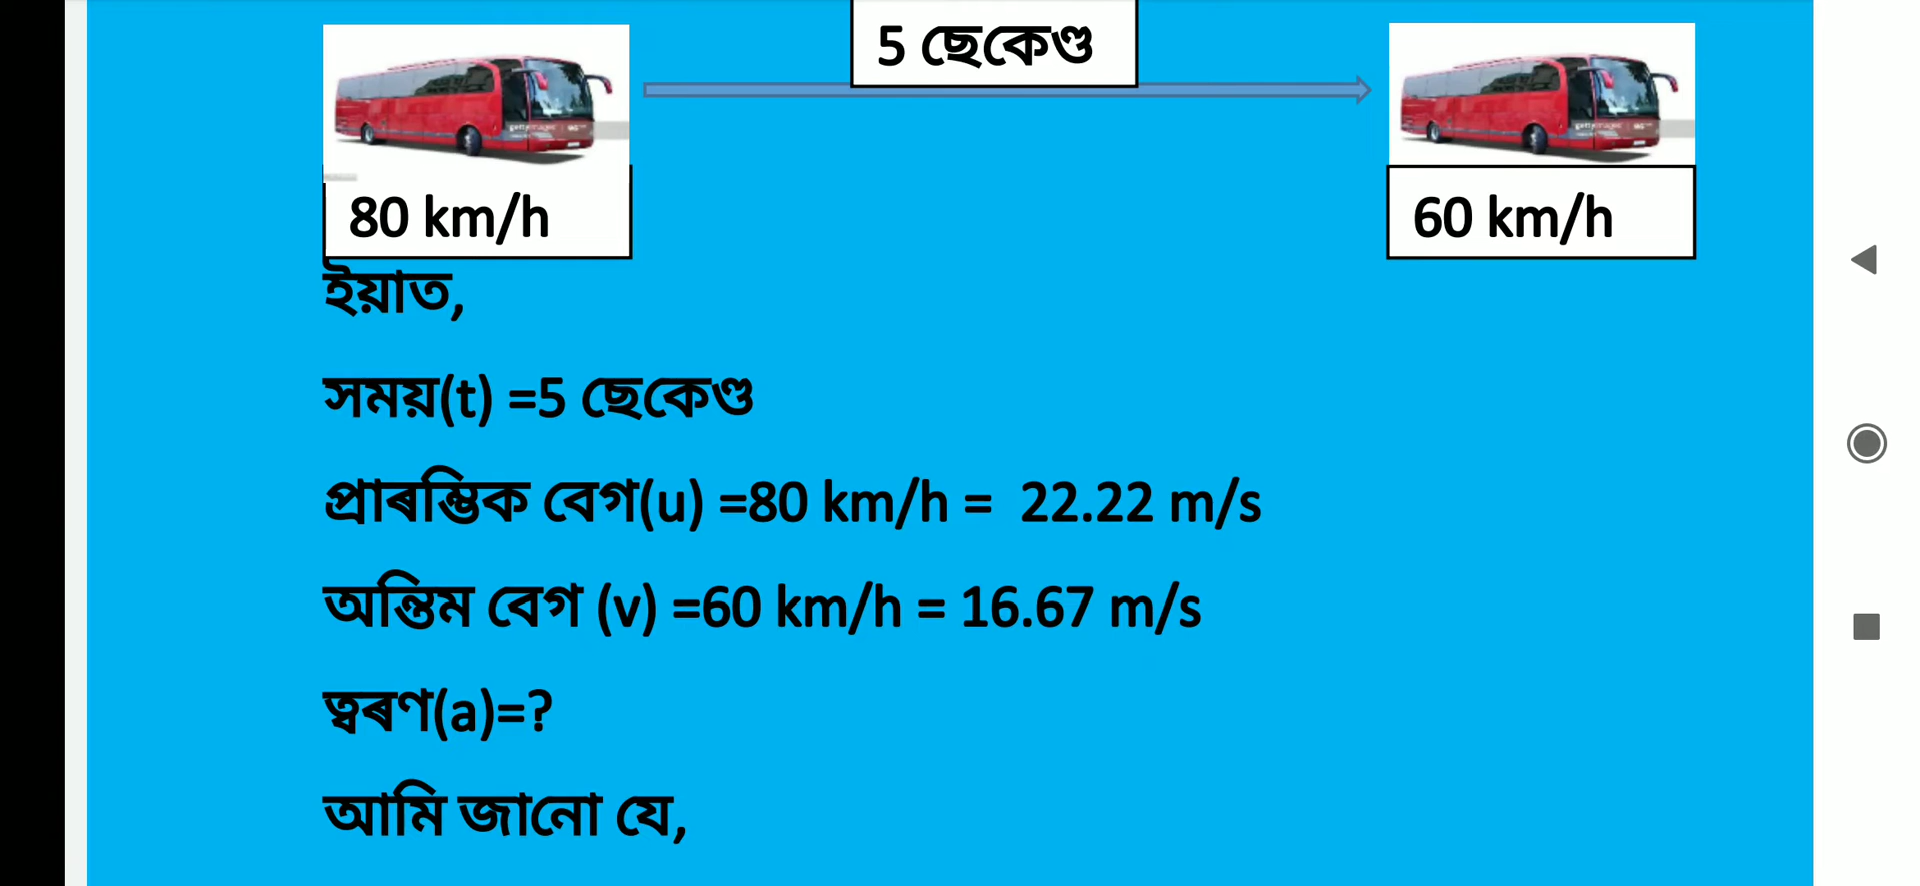 5 ছেকেণ্ড
80 km/h
60 km/h
ইয়াত,
সময়(t) =5 ছেকেণ্ড
প্ৰাৰম্ভিক বেগ(u) =80 km/h = 22.22 m/s
অন্তিম বেগ (v) =60 km/h = 16.67 m/s
ত্বৰণ(a)=?
আমি জানো যে,